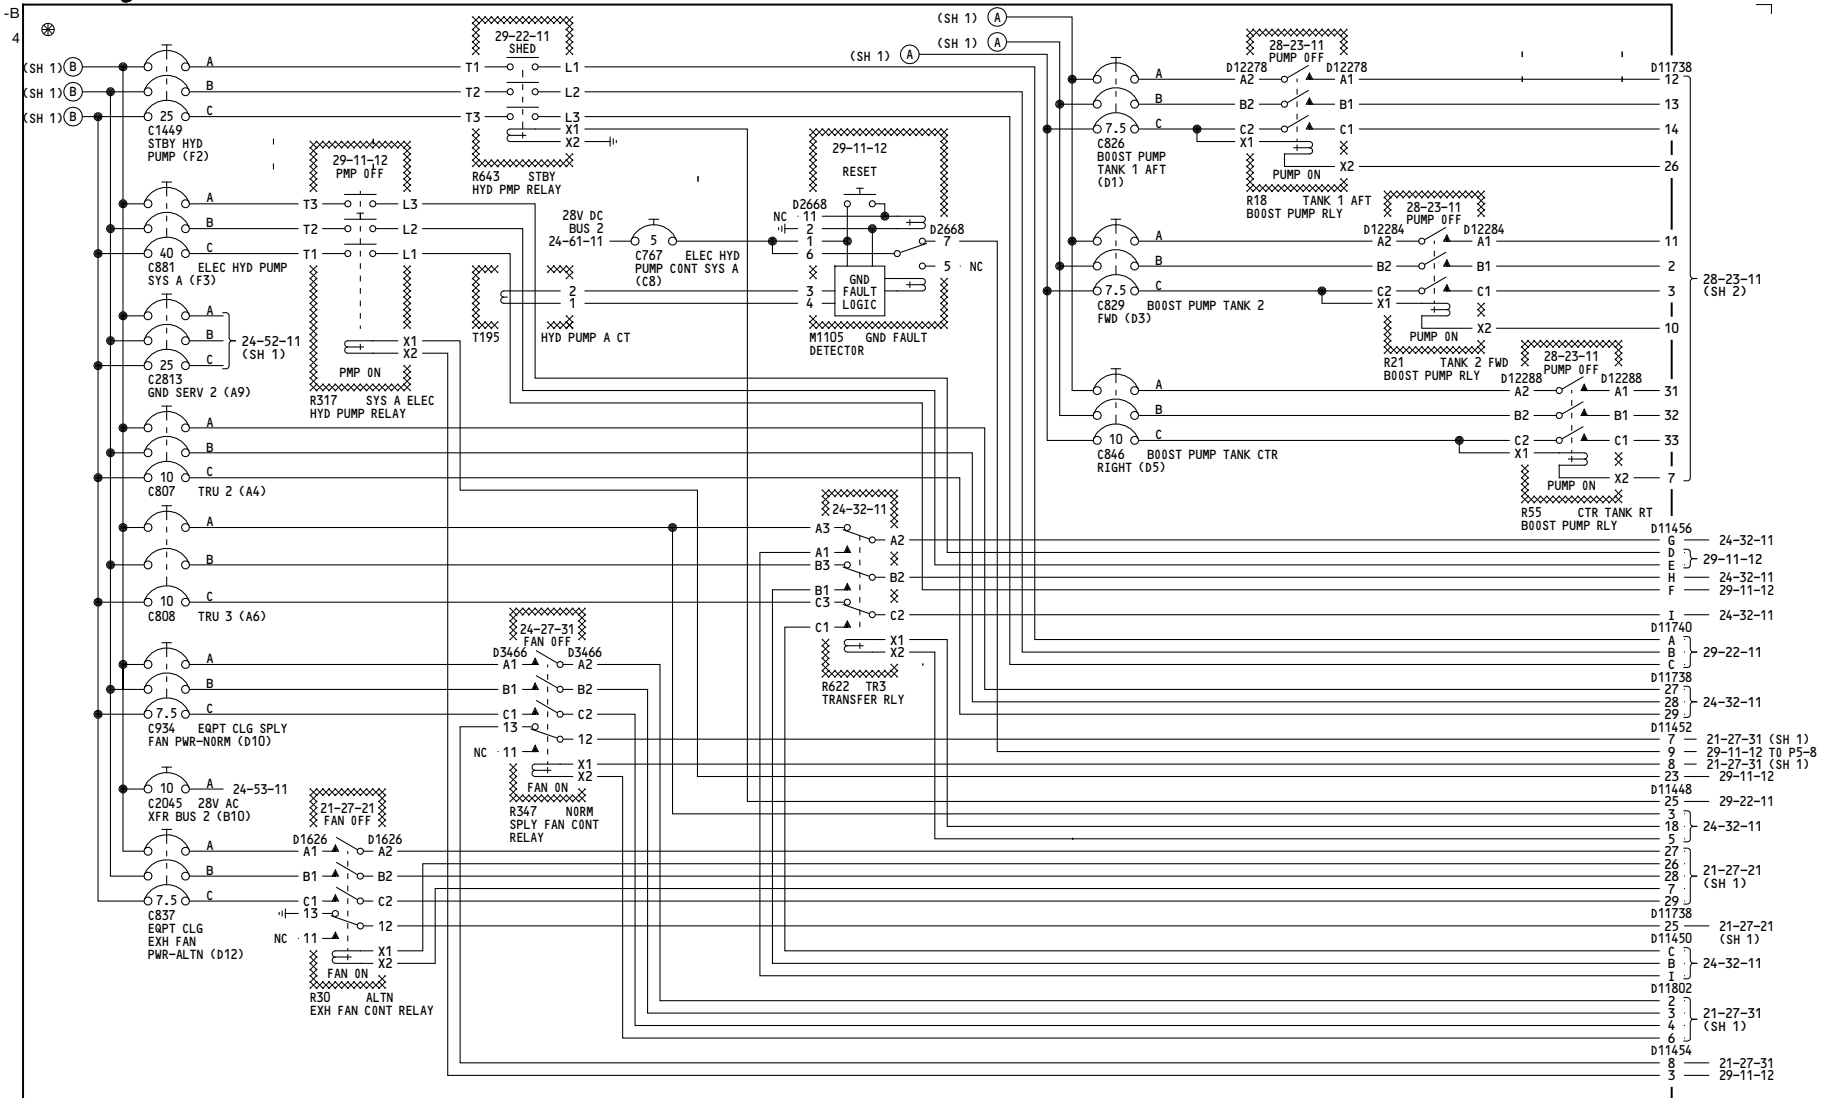 -B
4
(SH 1) A
(SH 1) A
(SH 1) A
(SH 1) B
(SH 1) B
(SH 1) B
A
B
25 C
C1449
STBY HYD
PUMP (F2)
29-22-11
SHED
T1 L1
T2 L2
T3 L3
X1
X2
R643 STBY
HYD PMP RELAY
29-11-12
PMP OFF
A
B
40 C
C881 ELEC HYD PUMP
SYS A (F3)
T3 L3
T2 L2
T1 L1
X1
X2
PMP ON
R317 SYS A ELEC
HYD PUMP RELAY
A
B
25 C
24-52-11
(SH 1)
C2813
GND SERV 2 (A9)
A
B
10 C
C807 TRU 2 (A4)
A
B
10 C
C808 TRU 3 (A6)
A
B
7.5 C
C934 EQPT CLG SPLY
FAN PWR-NORM (D10)
10 A 24-53-11
C2045 28V AC
XFR BUS 2 (B10)
A
B
7.5 C
C837
EQPT CLG
EXH FAN
PWR-ALTN (D12)
21-27-21
FAN OFF
D1626 D1626
A1 A2
B1 B2
C1 C2
13
12
NC 11
X1
X2
FAN ON
R30 ALTN
EXH FAN CONT RELAY
24-27-31
FAN OFF
D3466 D3466
A1 A2
B1 B2
C1 C2
13
12
NC 11
X1
X2
FAN ON
R347 NORM
SPLY FAN CONT
RELAY
28V DC
BUS 2
24-61-11
5
C767 ELEC HYD
PUMP CONT SYS A
(C8)
2
1
T195 HYD PUMP A CT
29-11-12
RESET
D2668
NC 11
2
1
6
3
4
D2668
7
5 NC
GND
FAULT
LOGIC
M1105 GND FAULT
DETECTOR
24-32-11
A3
A2
A1
B3
B2
B1
C3
C2
C1
X1
X2
R622 TR3
TRANSFER RLY
A
B
7.5 C
C826
BOOST PUMP
TANK 1 AFT
(D1)
28-23-11
PUMP OFF
D12278 D12278
A2 A1
B2 B1
C2 C1
X1
X2
PUMP ON
R18 TANK 1 AFT
BOOST PUMP RLY
A
B
7.5 C
C829 BOOST PUMP TANK 2
FWD (D3)
28-23-11
PUMP OFF
D12284 D12284
A2 A1
B2 B1
C2 C1
X1
X2
PUMP ON
R21 TANK 2 FWD
BOOST PUMP RLY
A
B
10 C
C846 BOOST PUMP TANK CTR
RIGHT (D5)
28-23-11
PUMP OFF
D12288 D12288
A2 A1
B2 B1
C2 C1
X1
X2
PUMP ON
R55 CTR TANK RT
BOOST PUMP RLY
D11738
12
13
14
26
11
2
3
10
31
32
33
7
28-23-11
(SH 2)
D11456
G 24-32-11
D
E
29-11-12
H 24-32-11
F 29-11-12
I 24-32-11
D11740
A
B
C
29-22-11
D11738
27
28
29
24-32-11
D11452
7 21-27-31 (SH 1)
9 29-11-12 TO P5-8
8 21-27-31 (SH 1)
23 29-11-12
D11448
25 29-22-11
3
18
5
24-32-11
27
26
28
7
29
21-27-21
(SH 1)
D11738
25 21-27-21
(SH 1)
D11450
C
B
I
24-32-11
D11802
2
3
4
6
21-27-31
(SH 1)
D11454
8 21-27-31
3 29-11-12